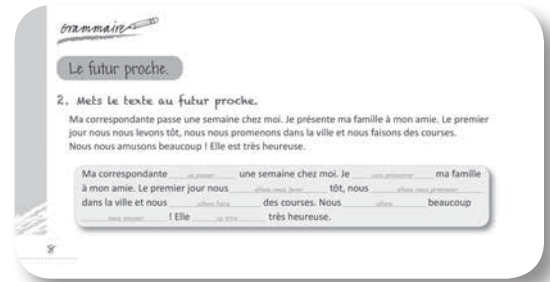 Grammaire
Le futur proche.
2. Mets le texte au futur proche.
Ma correspondante passe une semaine chez moi. Je présente ma famille à mon amie. Le premier
jour nous nous levons tôt, nous nous promenons dans la ville et nous faisons des courses.
Nous nous amusons beaucoup ! Elle est très heureuse.
Ma correspondante va passer une semaine chez moi. Je vais présenter ma famille
à mon amie. Le premier jour nous allons nous lever tôt, nous allons nous promener
dans la ville et nous allons faire des courses. Nous allons beaucoup
nous amuser ! Elle va être très heureuse.
8